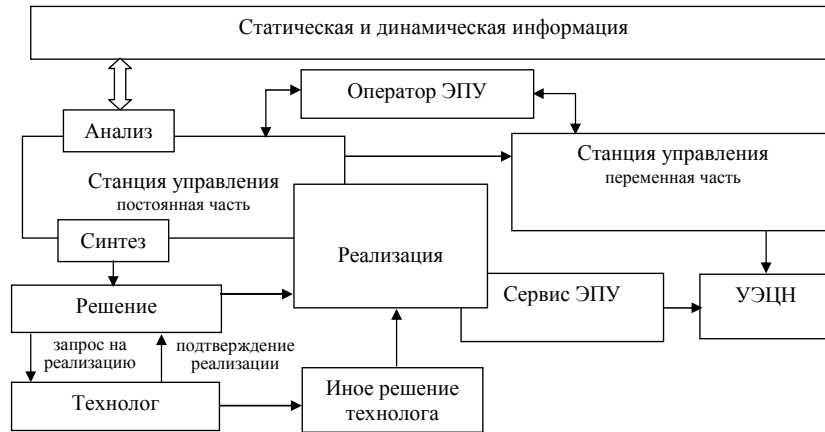 Статическая и динамическая информация
Оператор ЭПУ
Анализ
Станция управления
постоянная часть
Станция управления
переменная часть
Синтез
Реализация
Решение
Сервис ЭПУ
УЭЦН
запрос на
реализацию
подтверждение
реализации
Технолог
Иное решение
технолога